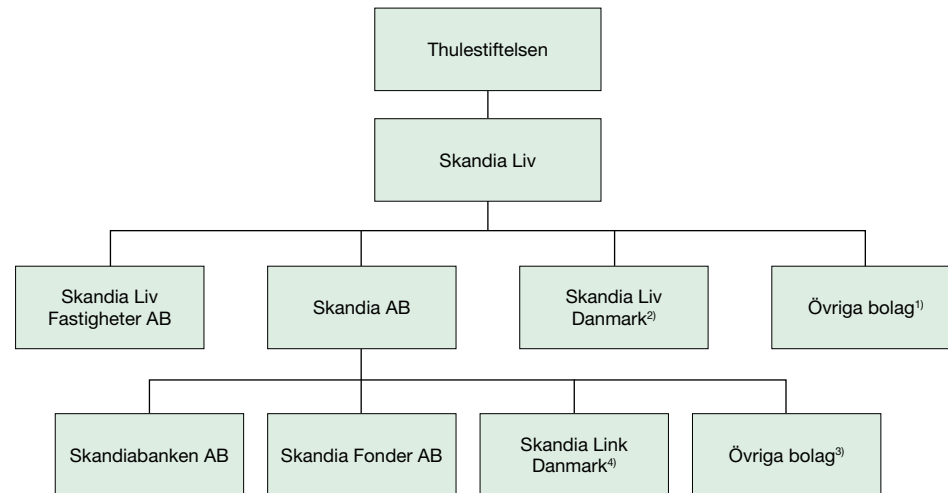 Thulestiftelsen
Skandia Liv
Skandia Liv
Fastigheter AB
Skandia AB
Skandia Liv
Danmark2)
Övriga bolag1)
Skandiabanken AB
Skandia Fonder AB
Skandia Link
Danmark4)
Övriga bolag3)